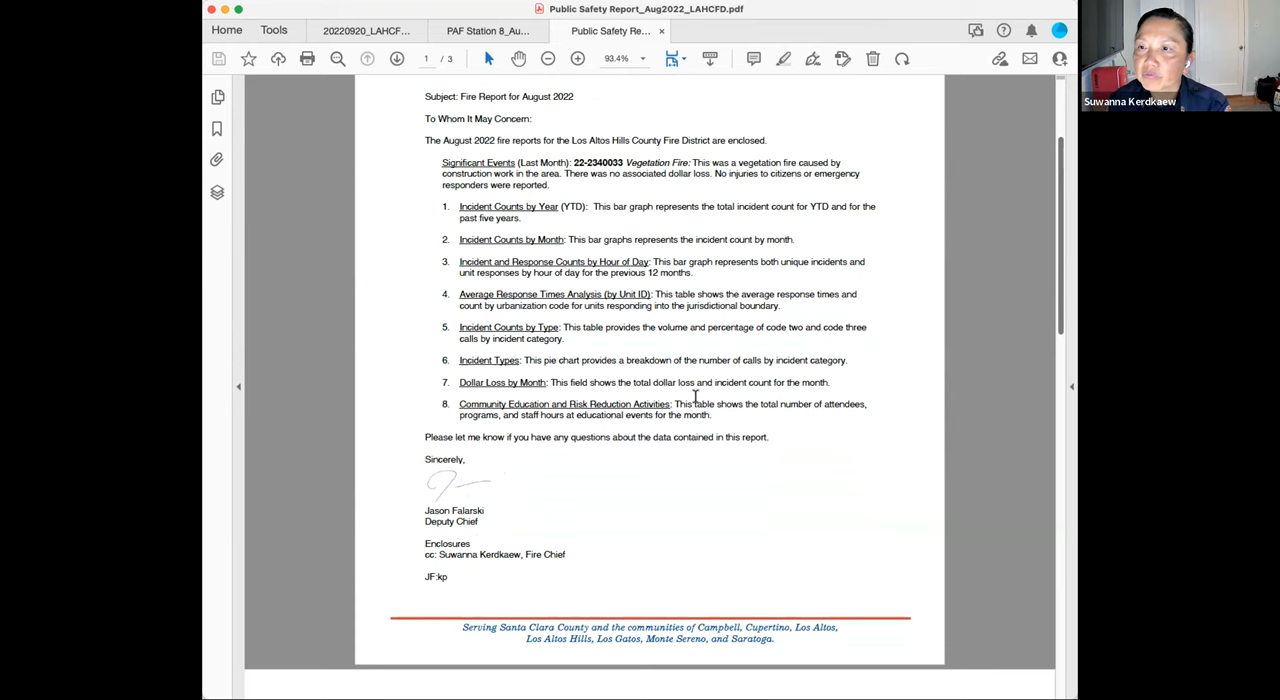 Public Safety Report_Aug2022_LAHCFD.pdf
Home Tools 20220920_LAHCF... PAF Station 8_Au... Public Safety Re... ×
1 / 3 93.4%
Subject: Fire Report for August 2022
To Whom It May Concern:
The August 2022 fire reports for the Los Altos Hills County Fire District are enclosed.
Significant Events (Last Month): 22-2340033 Vegetation Fire: This was a vegetation fire caused by
construction work in the area. There was no associated dollar loss. No injuries to citizens or emergency
responders were reported.
1. Incident Counts by Year (YTD): This bar graph represents the total incident count for YTD and for the
past five years.
2. Incident Counts by Month: This bar graphs represents the incident count by month.
3. Incident and Response Counts by Hour of Day: This bar graph represents both unique incidents and
unit responses by hour of day for the previous 12 months.
4. Average Response Times Analysis (by Unit ID): This table shows the average response times and
count by urbanization code for units responding into the jurisdictional boundary.
5. Incident Counts by Type: This table provides the volume and percentage of code two and code three
calls by incident category.
6. Incident Types: This pie chart provides a breakdown of the number of calls by incident category.
7. Dollar Loss by Month: This field shows the total dollar loss and incident count for the month.
8. Community Education and Risk Reduction Activities: This table shows the total number of attendees,
programs, and staff hours at educational events for the month.
Please let me know if you have any questions about the data contained in this report.
Sincerely,
Jason Falarski
Deputy Chief
Enclosures
cc: Suwanna Kerdkaew, Fire Chief
JF:kp
Serving Santa Clara County and the communities of Campbell, Cupertino, Los Altos,
Los Altos Hills, Los Gatos, Monte Sereno, and Saratoga.
Suwanna Kerdkaew